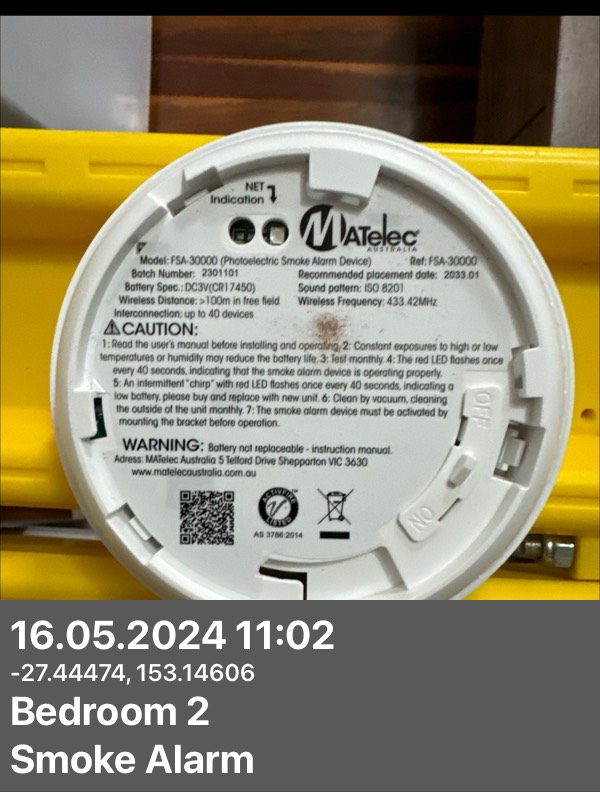 NET
Indication
MATelec
AUSTRALIA
Model: FSA-30000 (Photoelectric Smoke Alarm Device) Ref: FSA-30000
Batch Number: 2301101 Recommended placement date: 2033.01
Battery Spec.: DC3V(CR17450) Sound pattern: ISO 8201
Wireless Distance: >100m in free field Wireless Frequency: 433.42MHz
Interconnection: up to 40 devices
CAUTION:
1: Read the user's manual before installing and operating. 2: Constant exposures to high or low
temperatures or humidity may reduce the battery life. 3: Test monthly. 4: The red LED flashes once
every 40 seconds, indicating that the smoke alarm device is operating properly.
5: An intermittent "chirp" with red LED flashes once every 40 seconds, indicating a
low battery, please buy and replace with new unit. 6: Clean by vacuum, cleaning
the outside of the unit monthly. 7: The smoke alarm device must be activated by
mounting the bracket before operation.
WARNING: Battery not replaceable - instruction manual.
Adress: MATelec Australia 5 Telford Drive Shepparton VIC 3630
www.matelecaustralia.com.au
OFF
ON
ACTIVFIRE
LISTED
AS 3786:2014
16.05.2024 11:02
-27.44474, 153.14606
Bedroom 2
Smoke Alarm